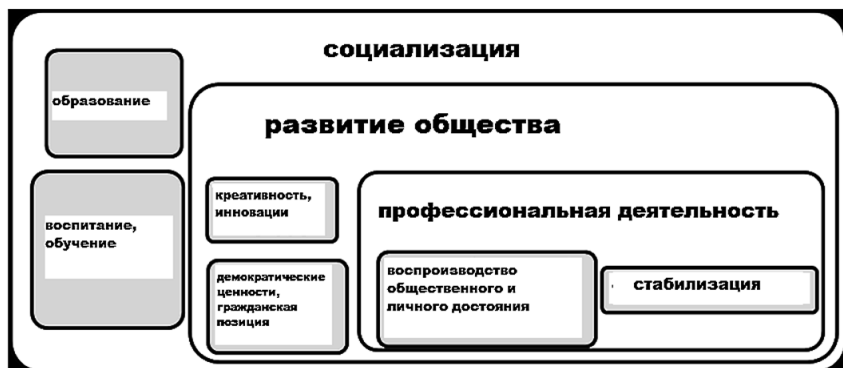 социализация
образование
развитие общества
креативность,
инновации
профессиональная деятельность
воспитание,
обучение
демократические
ценности,
гражданская
позиция
воспроизводство
общественного и
личного достояния
стабилизация